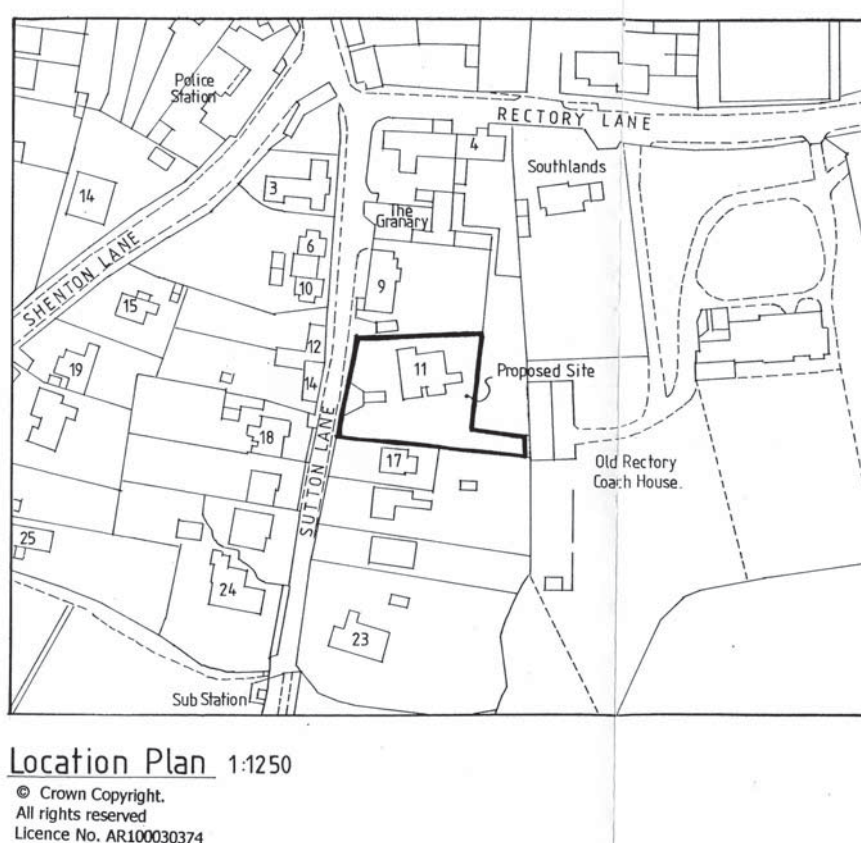 Police
Station
RECTORY LANE
4
Southlands
14
3
The
Granary
SHENTON LANE
6
9
10
15
12
11
Proposed Site
19
14
SUTTON LANE
18
17
Old Rectory
Coach House.
25
24
23
Sub Station
Location Plan 1:1250
© Crown Copyright.
All rights reserved
Licence No. AR100030374